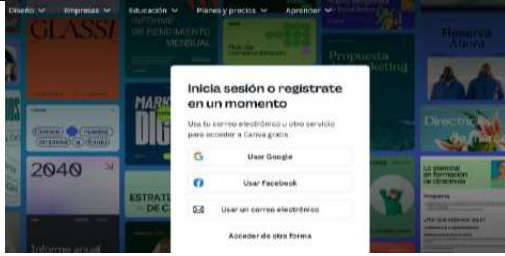 Diseño
Empresas
Educación
Planes y precios
Aprender
GLASS
INFORME
DE RENDIMIENTO
MENSUAL
Propuesta
Reserva
Ahora
Inicia sesión o regístrate
en un momento
Usa tu correo electrónico u otro servicio
para acceder a Canva gratis
Usar Google
Usar Facebook
Usar un correo electrónico
Acceder de otra forma
2040
Informe anual
ESTRATE
DE C
Lo esencial
en formación
de directivos